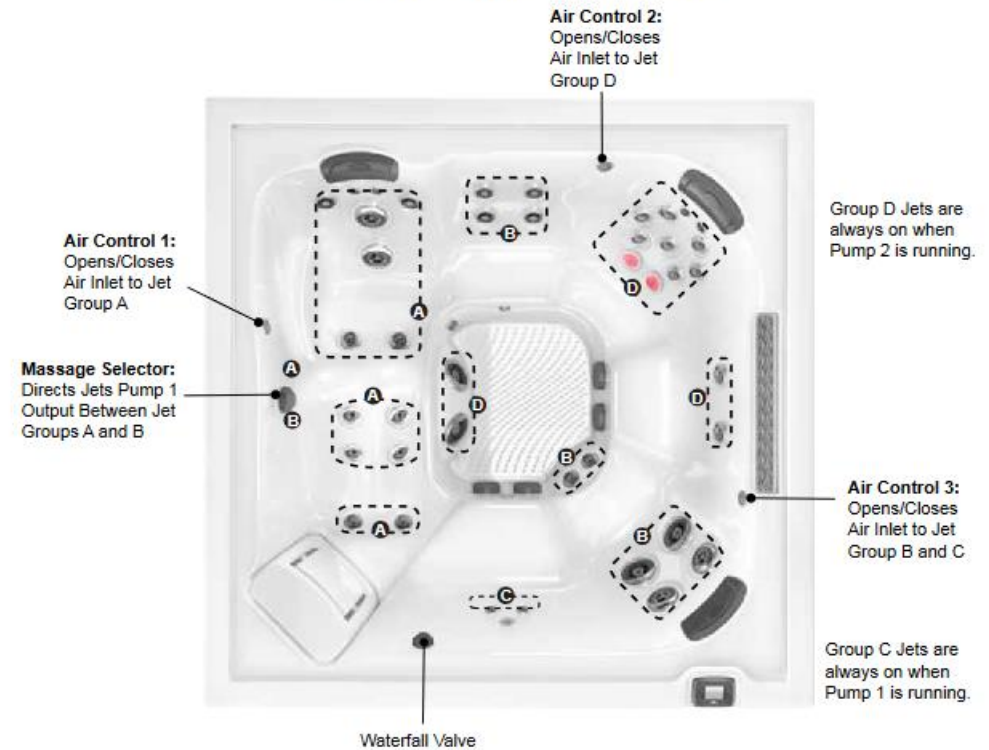 Air Control 2:
Opens/Closes
Air Inlet to Jet
Group D
Group D Jets are
always on when
Pump 2 is running.
Air Control 1:
Opens/Closes
Air Inlet to Jet
Group A
Massage Selector:
Directs Jets Pump 1
Output Between Jet
Groups A and B
B
D
A
A
B
A
D
D
B
A
B
C
Air Control 3:
Opens/Closes
Air Inlet to Jet
Group B and C
Group C Jets are
always on when
Pump 1 is running.
Waterfall Valve